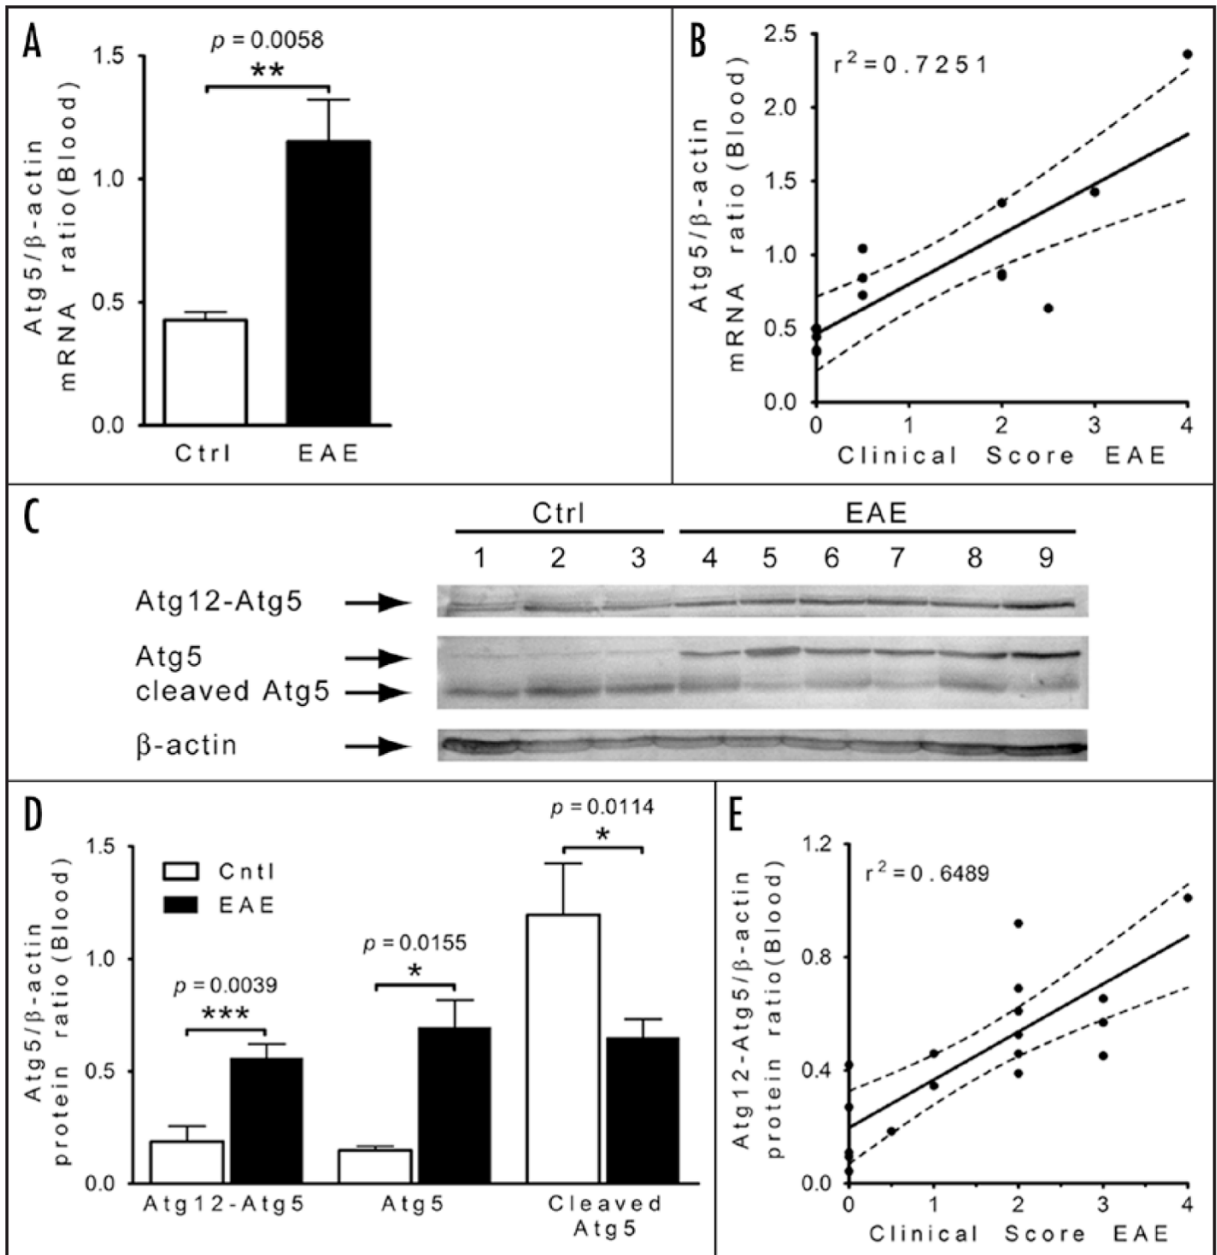 A
p = 0.0058
**
Atg5/β-actin
mRNA ratio(Blood)
1.5
1.0
0.5
0.0
Ctrl EAE
B
r²=0.7251
Atg5/β-actin
mRNA ratio(Blood)
2.5
2.0
1.5
1.0
0.5
0.0
0 1 2 3 4
Clinical Score EAE
C
Ctrl EAE
1 2 3 4 5 6 7 8 9
Atg12-Atg5
Atg5
cleaved Atg5
β-actin
D
Atg5/β-actin
protein ratio(Blood)
1.5
1.0
0.5
0.0
Cntl
EAE
p = 0.0039
***
p = 0.0155
*
p = 0.0114
*
Atg12-Atg5 Atg5 Cleaved
Atg5
E
r²=0.6489
Atg12-Atg5/β-actin
protein ratio(Blood)
1.2
0.8
0.4
0.0
0 1 2 3 4
Clinical Score EAE